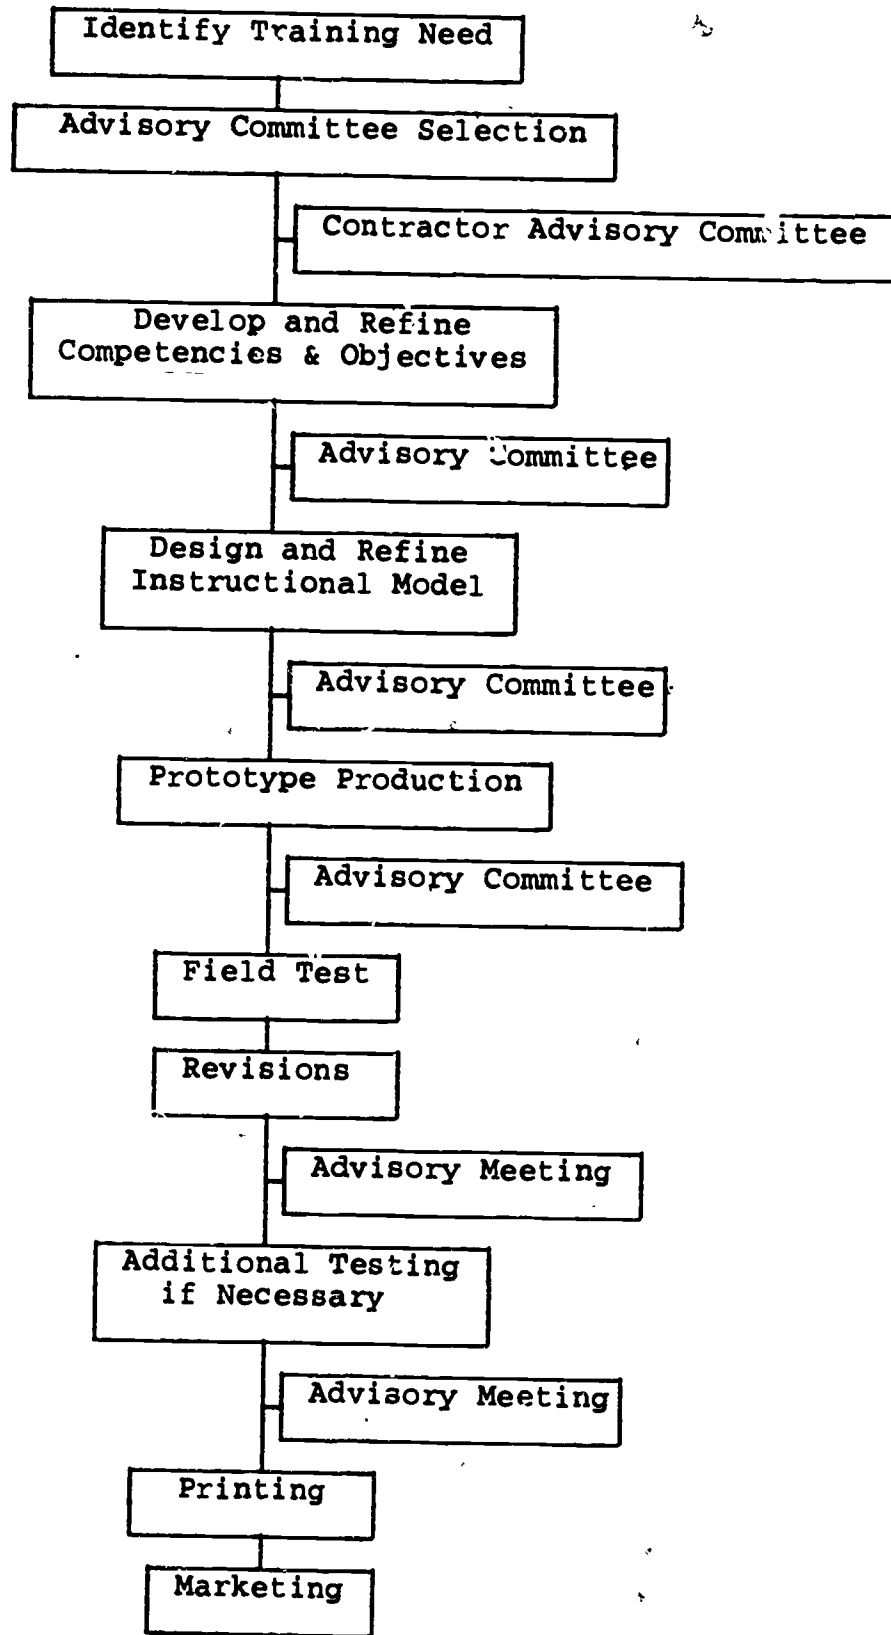 Identify Training Need
Advisory Committee Selection
Contractor Advisory Committee
Develop and Refine
Competencies & Objectives
Advisory Committee
Design and Refine
Instructional Model
Advisory Committee
Prototype Production
Advisory Committee
Field Test
Revisions
Advisory Meeting
Additional Testing
if Necessary
Advisory Meeting
Printing
Marketing